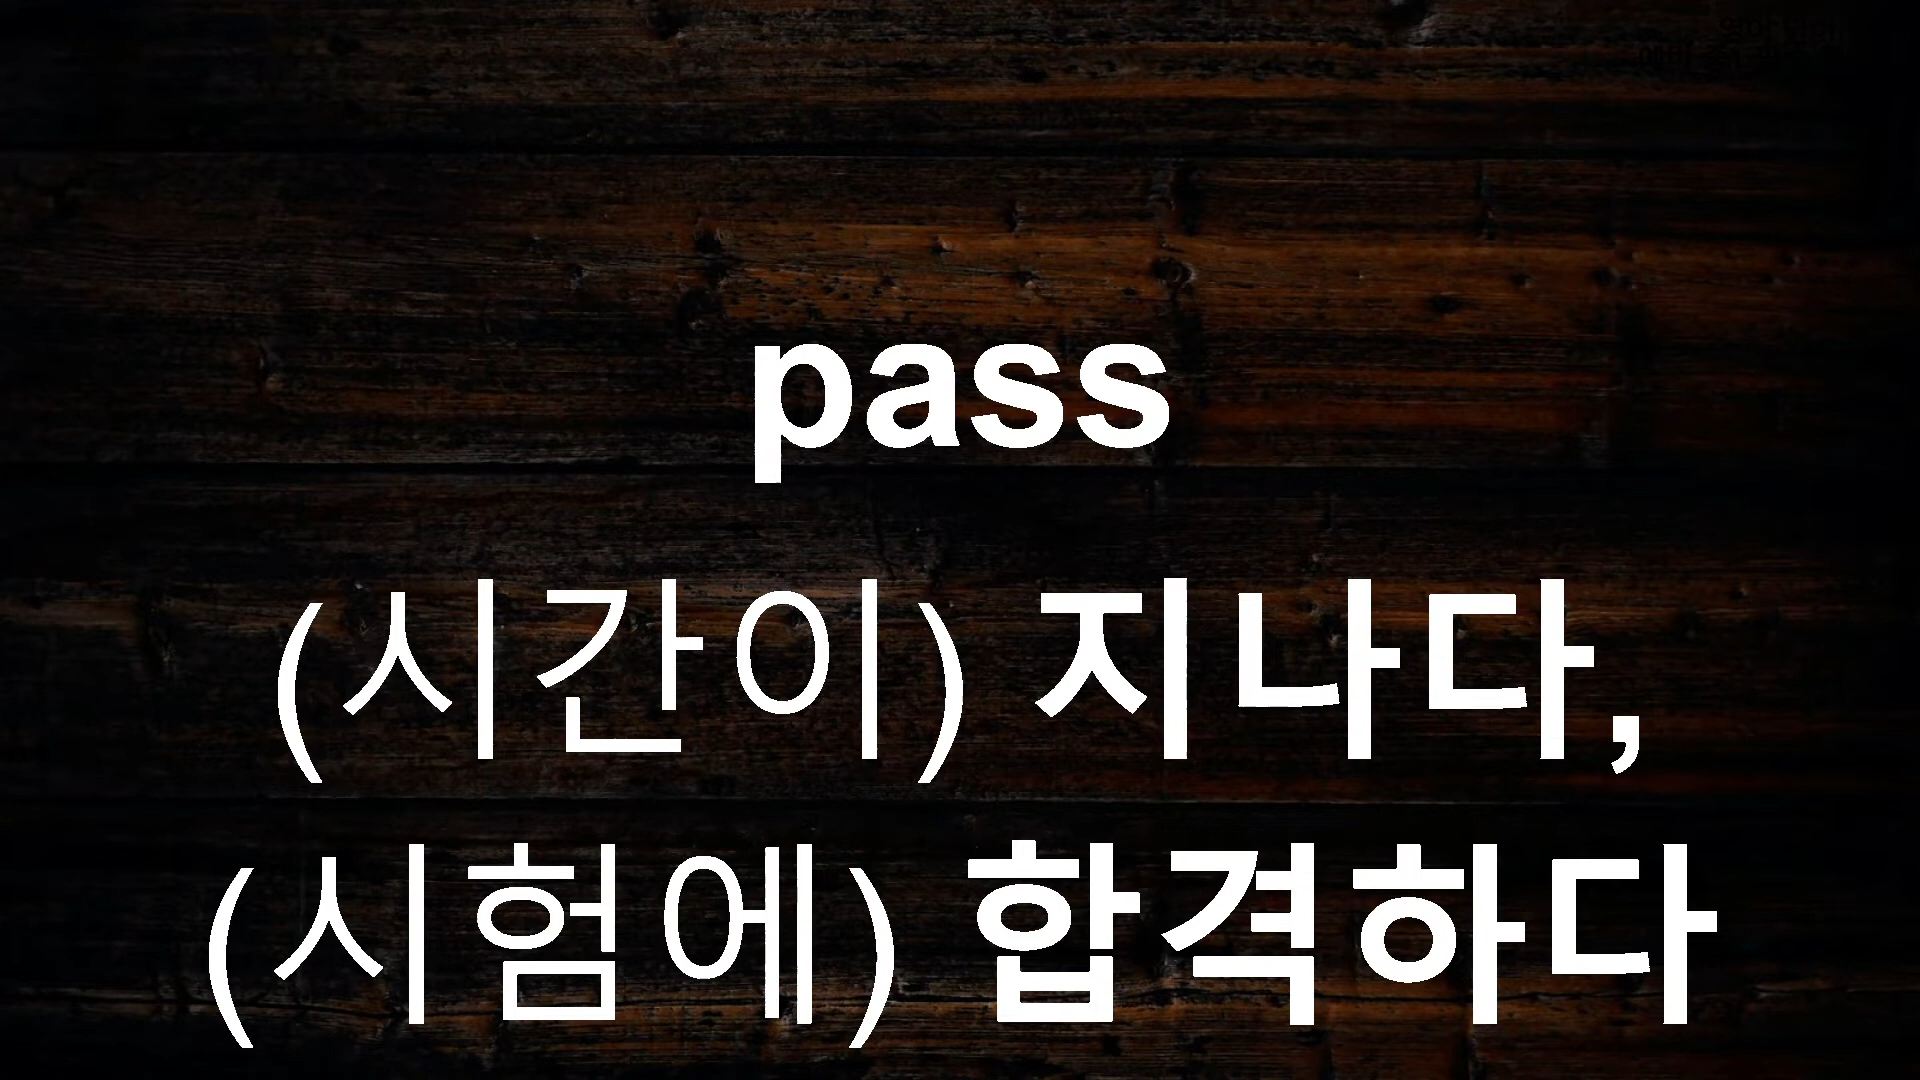 pass
(시간이) 지나다,
(시험에) 합격하다